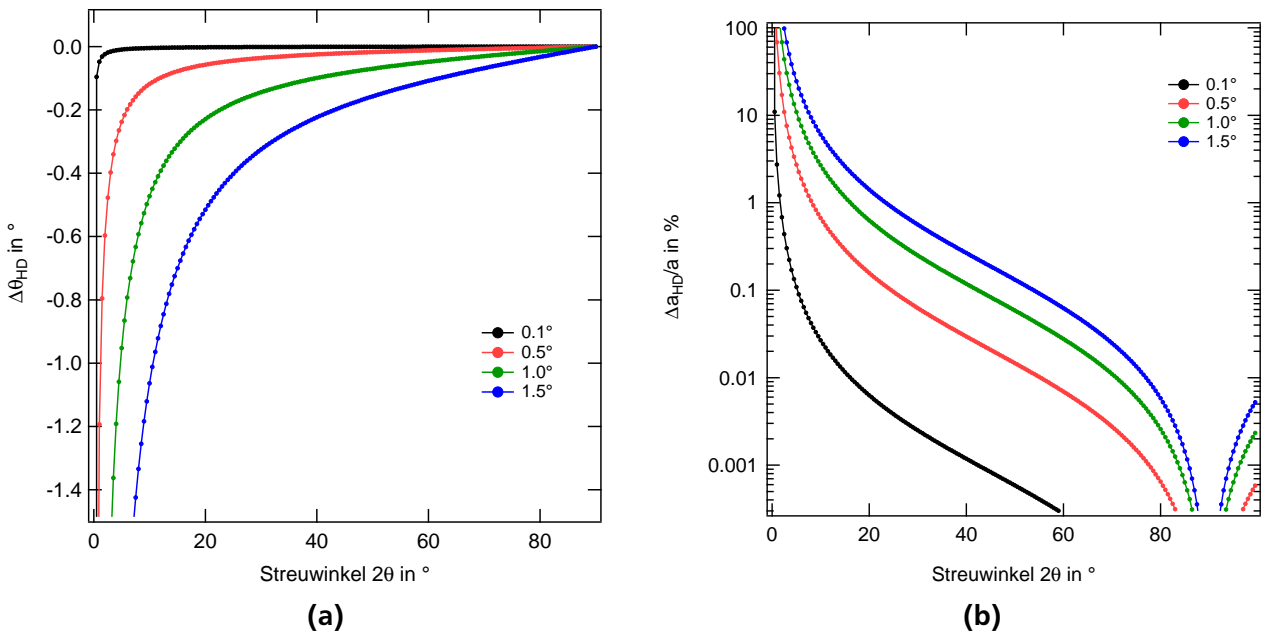 0.0
-0.2
-0.4
-0.6
-0.8
-1.0
-1.2
-1.4
Δθ_HD in °
0.1°
0.5°
1.0°
1.5°
0 20 40 60 80
Streuwinkel 2θ in °
(a)
100
10
1
0.1
0.01
0.001
Δa_HD/a in %
0.1°
0.5°
1.0°
1.5°
0 20 40 60 80
Streuwinkel 2θ in °
(b)